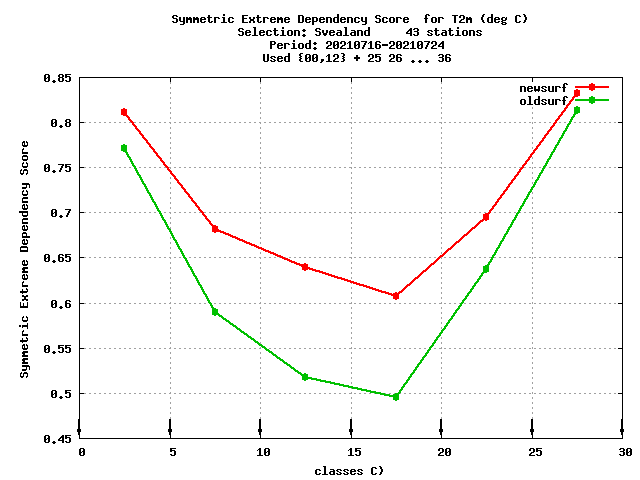 Symmetric Extreme Dependency Score  for T2m (deg C)
Selection: Svealand     43 stations
Period: 20210716-20210724
Used {00,12} + 25 26 ... 36
newsurf
oldsurf
Symmetric Extreme Dependency Score
0.85
0.8
0.75
0.7
0.65
0.6
0.55
0.5
0.45
0 5 10 15 20 25 30
classes C)